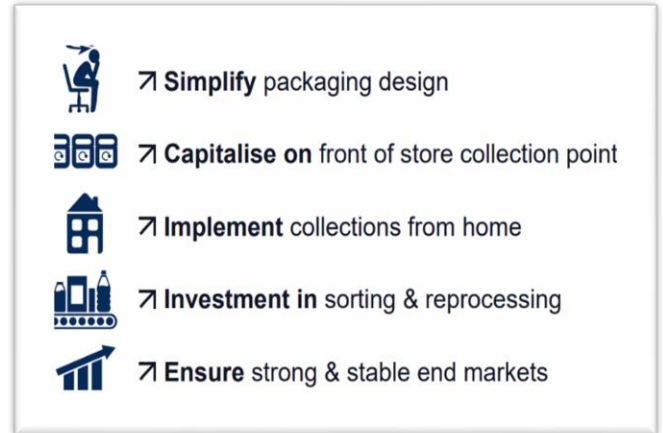 Simplify packaging design
Capitalise on front of store collection point
Implement collections from home
Investment in sorting & reprocessing
Ensure strong & stable end markets